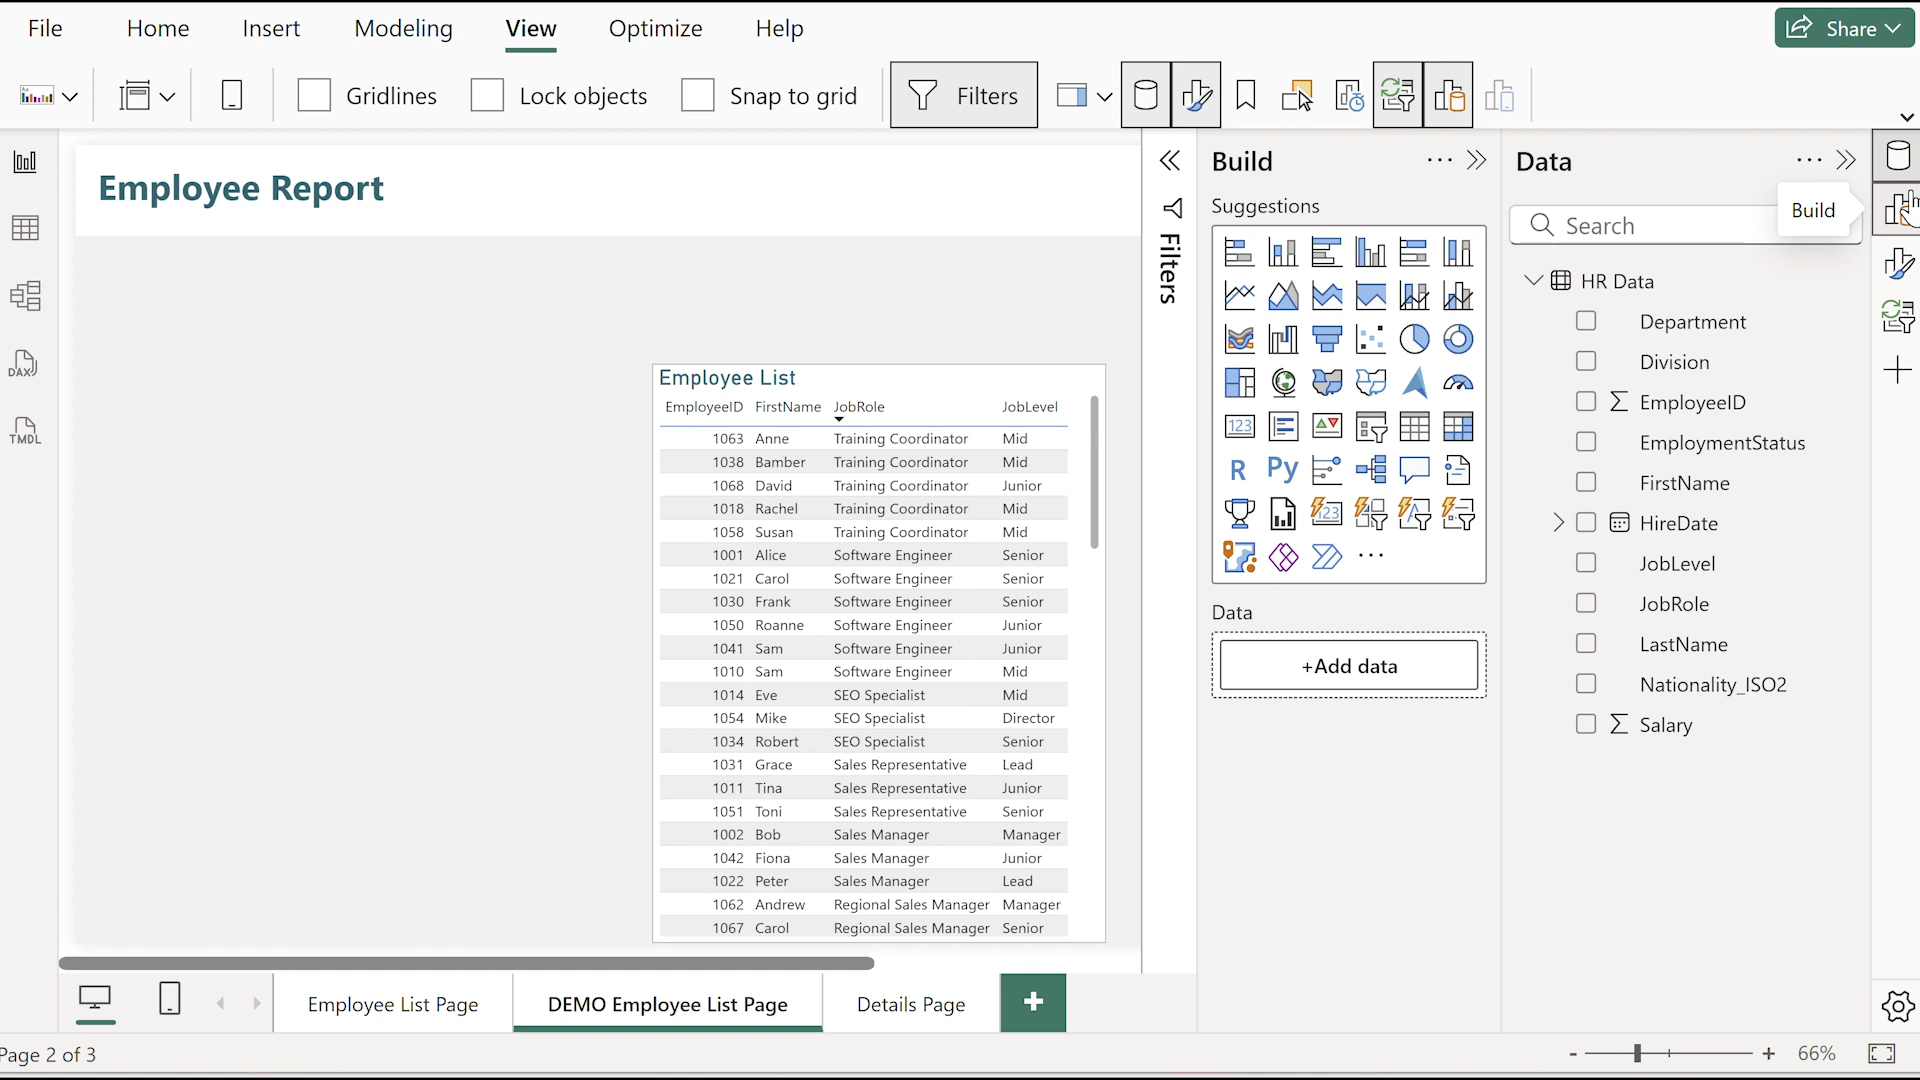 File Home Insert Modeling View Optimize Help Share
Gridlines Lock objects Snap to grid Filters
Employee Report
Employee List
EmployeeID FirstName JobRole JobLevel
1063 Anne Training Coordinator Mid
1038 Bamber Training Coordinator Mid
1068 David Training Coordinator Junior
1018 Rachel Training Coordinator Mid
1058 Susan Training Coordinator Mid
1001 Alice Software Engineer Senior
1021 Carol Software Engineer Senior
1030 Frank Software Engineer Senior
1050 Roanne Software Engineer Junior
1041 Sam Software Engineer Junior
1010 Sam Software Engineer Mid
1014 Eve SEO Specialist Mid
1054 Mike SEO Specialist Director
1034 Robert SEO Specialist Senior
1031 Grace Sales Representative Lead
1011 Tina Sales Representative Junior
1051 Toni Sales Representative Senior
1002 Bob Sales Manager Manager
1042 Fiona Sales Manager Junior
1022 Peter Sales Manager Lead
1062 Andrew Regional Sales Manager Manager
1067 Carol Regional Sales Manager Senior
DAX
TMDL
Filters
Build
Suggestions
123
R Py
123
Data
+Add data
Data
Build
Search
HR Data
Department
Division
EmployeeID
EmploymentStatus
FirstName
HireDate
JobLevel
JobRole
LastName
Nationality_ISO2
Salary
Employee List Page DEMO Employee List Page Details Page +
Page 2 of 3
- + 66%